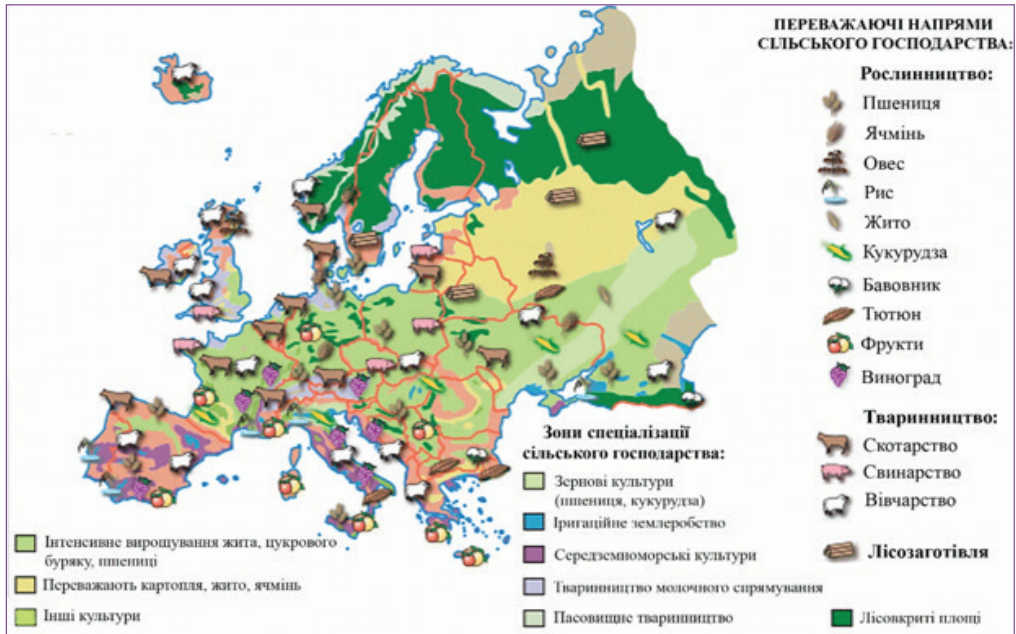 ПЕРЕВАЖАЮЧІ НАПРЯМИ
СІЛЬСЬКОГО ГОСПОДАРСТВА:
Рослинництво:
Пшениця
Ячмінь
Овес
Рис
Жито
Кукурудза
Бавовник
Тютюн
Фрукти
Виноград
Тваринництво:
Скотарство
Свинарство
Вівчарство
Лісозаготівля
Зони спеціалізації
сільського господарства:
Зернові культури
(пшениця, кукурудза)
Іригаційне землеробство
Середземноморські культури
Тваринництво молочного спрямування
Пасовищне тваринництво
Інтенсивне вирощування жита, цукрового
буряку, пшениці
Переважають картопля, жито, ячмінь
Інші культури
Лісовкриті площі